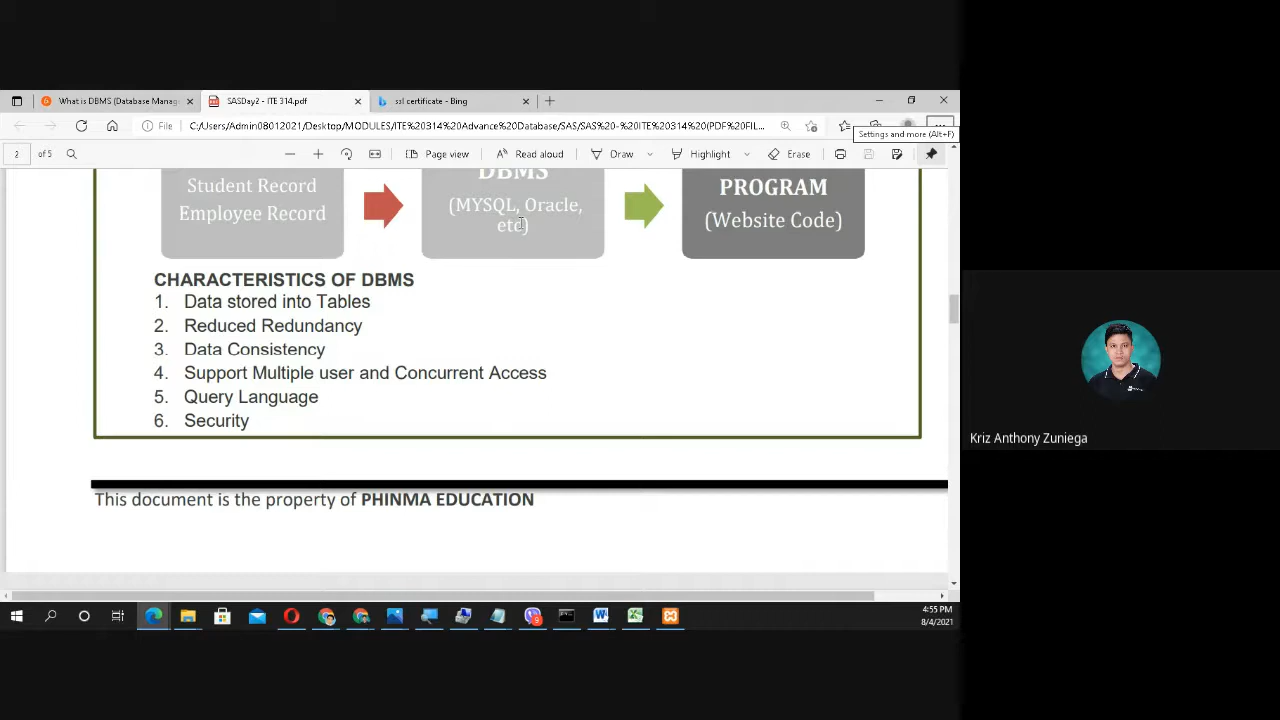 What is DBMS (Database Manag
SASDay2 - ITE 314.pdf
ssl certificate - Bing
File
C:/Users/Admin08012021/Desktop/MODULES/ITE%20314%20Advance%20Database/SAS/SAS%20-%20ITE%20314%20(PDF%20FIL...
Settings and more (Alt+F)
2 of 5
Page view
Read aloud
Draw
Highlight
Erase
Student Record
Employee Record
DBMS
(MYSQL, Oracle,
etc)
PROGRAM
(Website Code)
CHARACTERISTICS OF DBMS
1. Data stored into Tables
2. Reduced Redundancy
3. Data Consistency
4. Support Multiple user and Concurrent Access
5. Query Language
6. Security
This document is the property of PHINMA EDUCATION
Kriz Anthony Zuniega
9
4:55 PM
8/4/2021